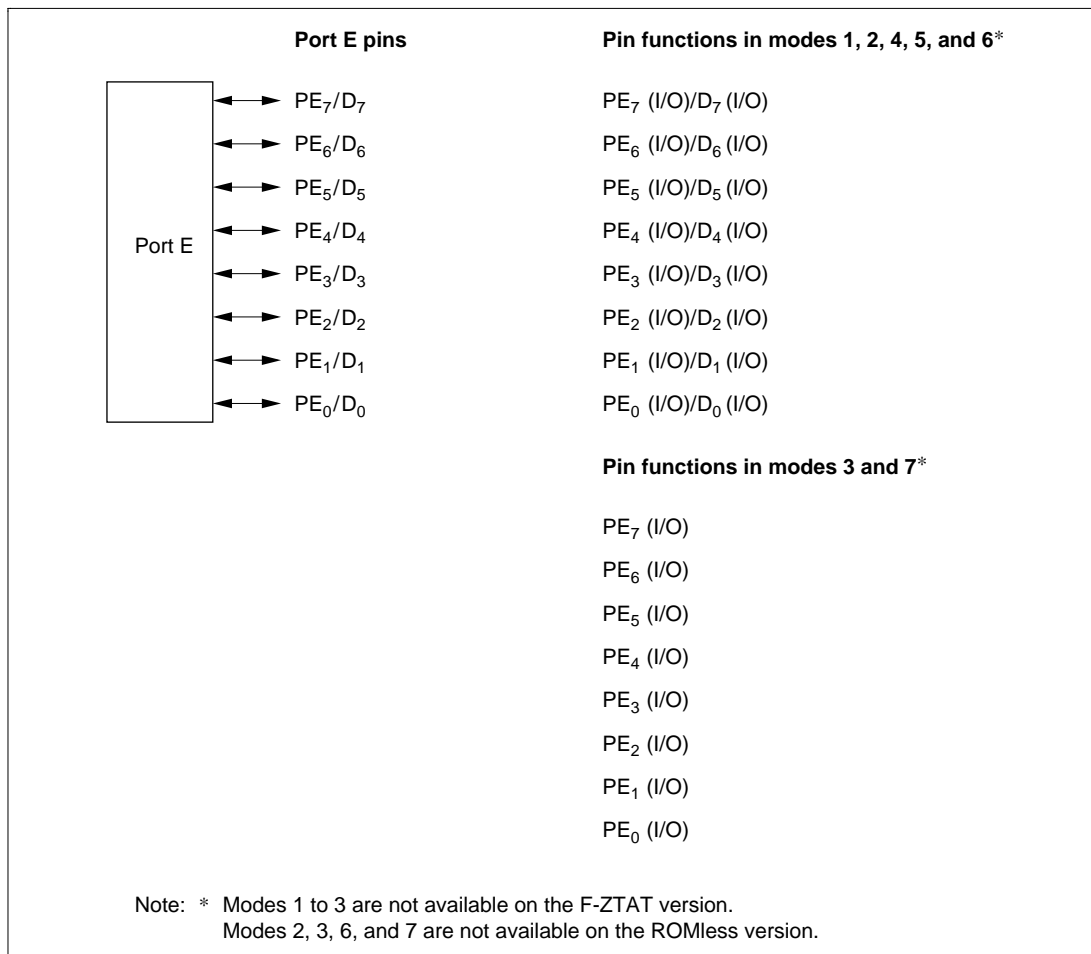 Port E pins Pin functions in modes 1, 2, 4, 5, and 6*
Port E
PE₇/D₇ PE₇ (I/O)/D₇ (I/O)
PE₆/D₆ PE₆ (I/O)/D₆ (I/O)
PE₅/D₅ PE₅ (I/O)/D₅ (I/O)
PE₄/D₄ PE₄ (I/O)/D₄ (I/O)
PE₃/D₃ PE₃ (I/O)/D₃ (I/O)
PE₂/D₂ PE₂ (I/O)/D₂ (I/O)
PE₁/D₁ PE₁ (I/O)/D₁ (I/O)
PE₀/D₀ PE₀ (I/O)/D₀ (I/O)
Pin functions in modes 3 and 7*
PE₇ (I/O)
PE₆ (I/O)
PE₅ (I/O)
PE₄ (I/O)
PE₃ (I/O)
PE₂ (I/O)
PE₁ (I/O)
PE₀ (I/O)
Note: * Modes 1 to 3 are not available on the F-ZTAT version.
Modes 2, 3, 6, and 7 are not available on the ROMless version.